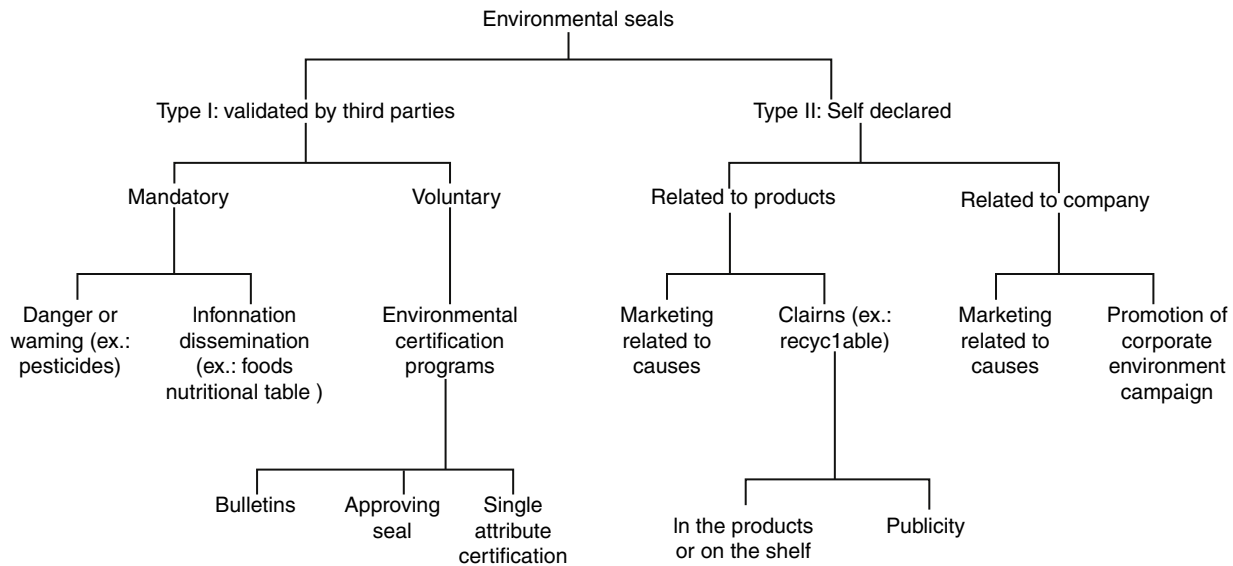 Environmental seals
Type I: validated by third parties
Type II: Self declared
Mandatory
Voluntary
Related to products
Related to company
Danger or
waming (ex.:
pesticides)
Infonnation
dissemination
(ex.: foods
nutritional table )
Environmental
certification
programs
Marketing
related to
causes
Clairns (ex.:
recyc1able)
Marketing
related to
causes
Promotion of
corporate
environment
campaign
Bulletins
Approving
seal
Single
attribute
certification
In the products
or on the shelf
Publicity